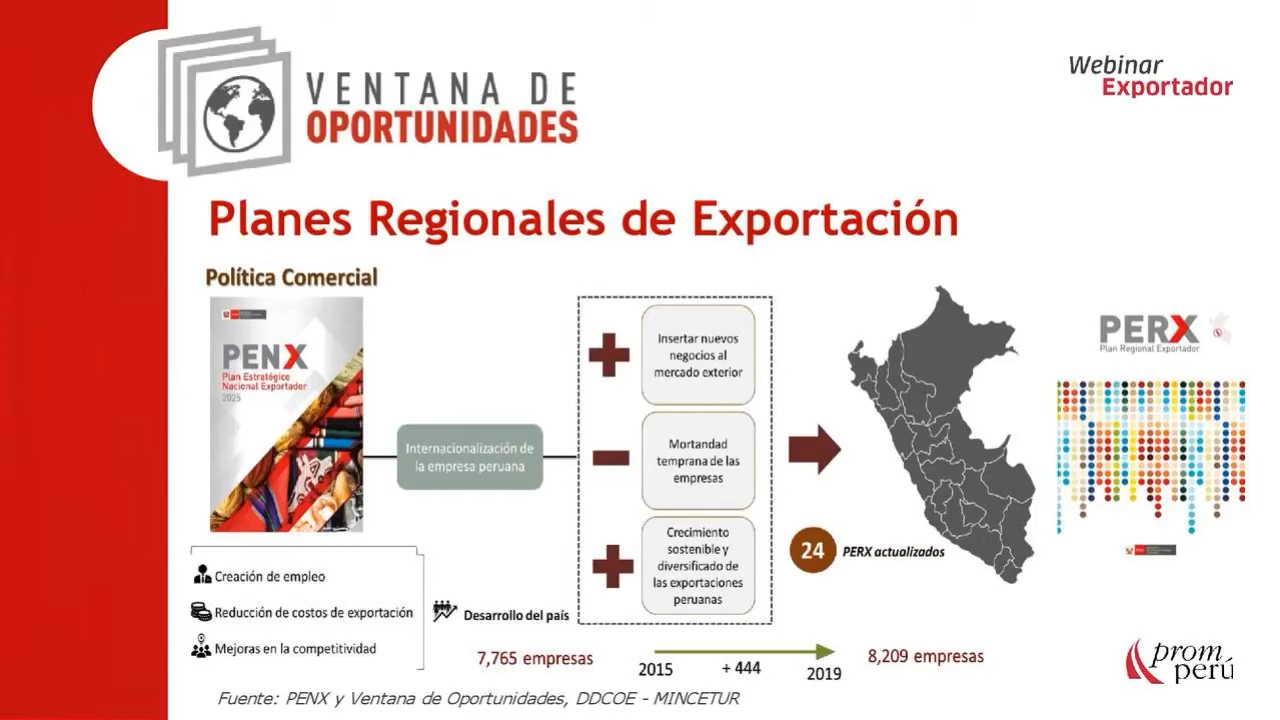 VENTANA DE
OPORTUNIDADES
Webinar
Exportador
Planes Regionales de Exportación
Política Comercial
PENX
Plan Estratégico
Nacional Exportador
2025
Internacionalización de
la empresa peruana
Insertar nuevos
negocios al
mercado exterior
Mortandad
temprana de las
empresas
Crecimiento
sostenible y
diversificado de
las exportaciones
peruanas
24
PERX actualizados
PERX
Plan Regional Exportador
Creación de empleo
Reducción de costos de exportación
Mejoras en la competitividad
Desarrollo del país
7,765 empresas
2015
+ 444
2019
8,209 empresas
prom
perú
Fuente: PENX y Ventana de Oportunidades, DDCOE - MINCETUR